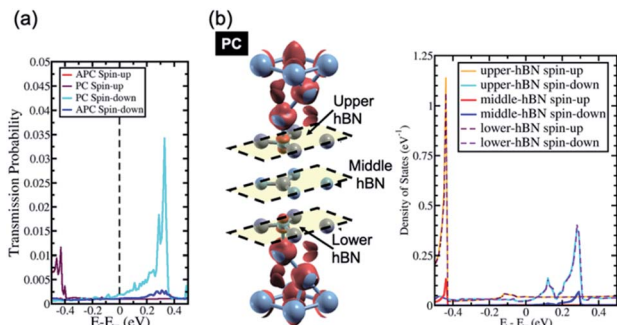 (a)
0.05
0.045
0.04
0.035
0.03
0.025
0.02
0.015
0.01
0.005
0
Transmission Probability
APC Spin-up
PC Spin-up
PC Spin-down
APC Spin-down
-0.5 -0.4 -0.2 0 0.2 0.4 0.5
(eV)
(b)
PC
Upper
hBN
Middle
hBN
Lower
hBN
1.25
1
0.75
0.5
0.25
0
Density of States (eV⁻¹)
upper-hBN spin-up
upper-hBN spin-down
middle-hBN spin-up
middle-hBN spin-down
lower-hBN spin-up
lower-hBN spin-down
-0.4 -0.2 0 0.2 0.4
(eV)